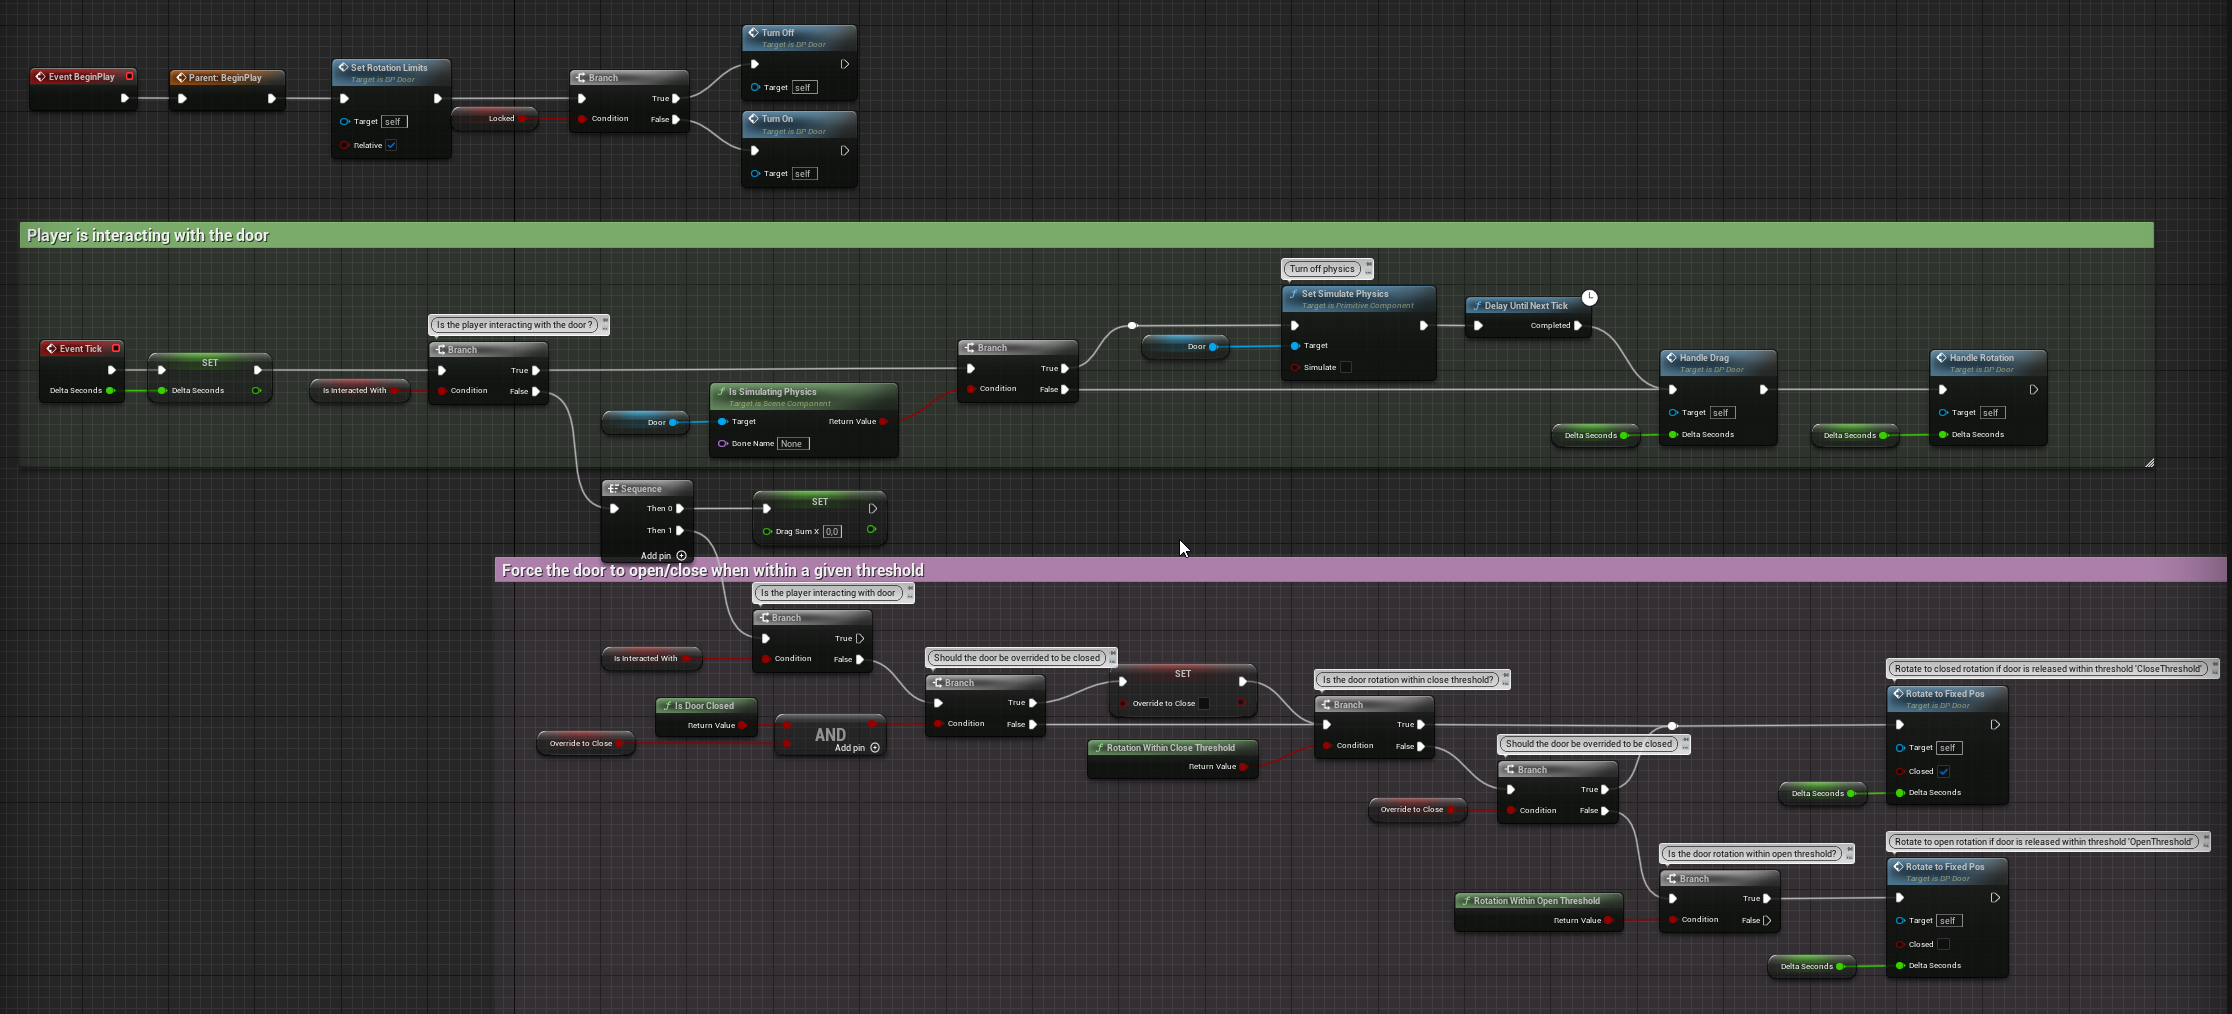 Event BeginPlay
Parent: BeginPlay
Set Rotation Limits
Target is BP Door
Target self
Relative
Locked
Branch
True
Condition
False
Turn Off
Target is BP Door
Target self
Turn On
Target is BP Door
Target self
Player is interacting with the door
Event Tick
Delta Seconds
SET
Delta Seconds
Is Interacted With
Is the player interacting with the door ?
Branch
True
Condition
False
Door
Is Simulating Physics
Target is Scene Component
Target
Return Value
Bone Name None
Branch
True
Condition
False
Turn off physics
Door
Set Simulate Physics
Target is Primitive Component
Target
Simulate
Delay Until Next Tick
Completed
Delta Seconds
Handle Drag
Target is BP Door
Target self
Delta Seconds
Delta Seconds
Handle Rotation
Target is BP Door
Target self
Delta Seconds
Sequence
Then 0
Then 1
Add pin
SET
Drag Sum X 0,0
Force the door to open/close when within a given threshold
Is the player interacting with door
Branch
True
Condition
False
Is Interacted With
Is Door Closed
Return Value
Override to Close
AND
Add pin
Should the door be overrided to be closed
Branch
True
Condition
False
SET
Override to Close
Rotation Within Close Threshold
Return Value
Is the door rotation within close threshold?
Branch
True
Condition
False
Override to Close
Should the door be overrided to be closed
Branch
True
Condition
False
Rotation Within Open Threshold
Return Value
Is the door rotation within open threshold?
Branch
True
Condition
False
Rotate to closed rotation if door is released within threshold 'CloseThreshold'
Rotate to Fixed Pos
Target is BP Door
Target self
Closed
Delta Seconds
Delta Seconds
Rotate to open rotation if door is released within threshold 'OpenThreshold'
Rotate to Fixed Pos
Target is BP Door
Target self
Closed
Delta Seconds
Delta Seconds